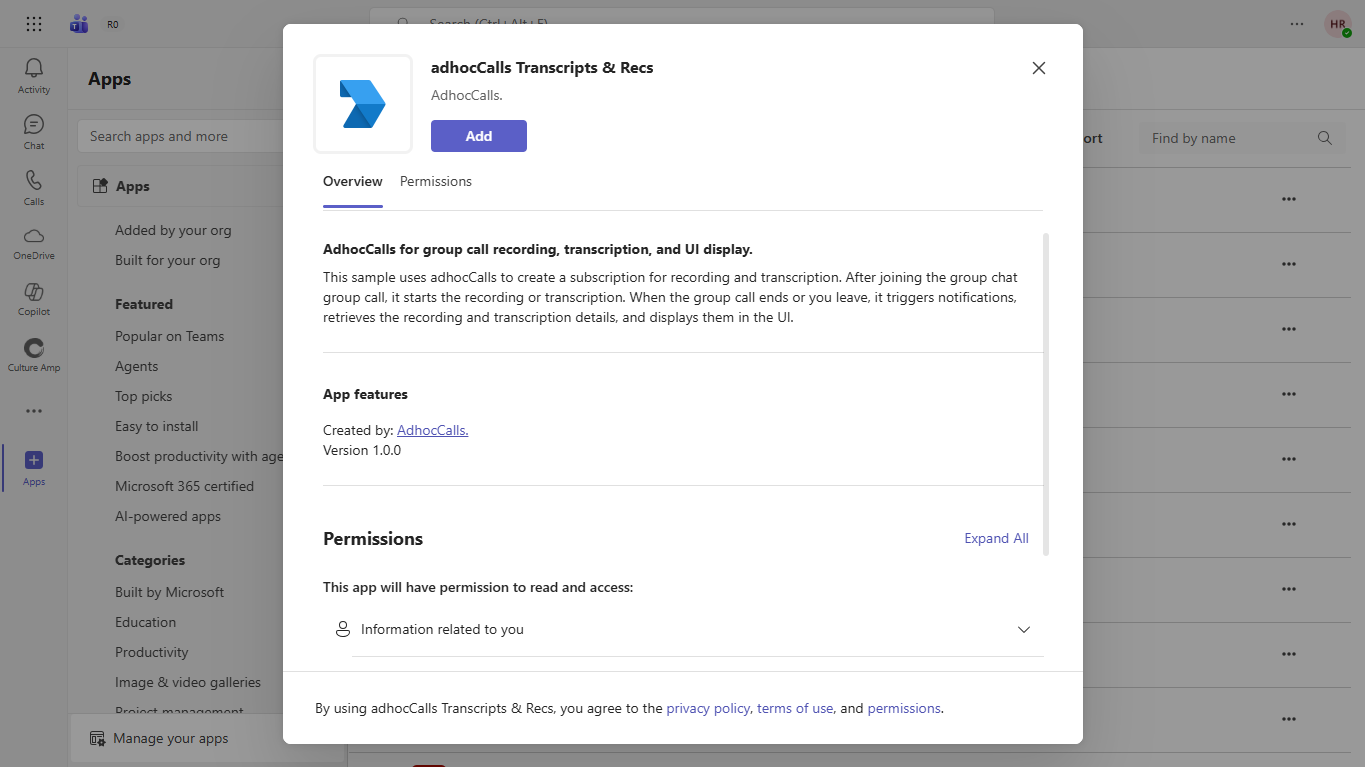 R0
Search (Ctrl+Alt+E)
HR
Activity
Chat
Calls
OneDrive
Copilot
Culture Amp
Apps
Apps
Search apps and more
Apps
Added by your org
Built for your org
Featured
Popular on Teams
Agents
Top picks
Easy to install
Boost productivity with age
Microsoft 365 certified
AI-powered apps
Categories
Built by Microsoft
Education
Productivity
Image & video galleries
Project management
Manage your apps
ort
Find by name
adhocCalls Transcripts & Recs
AdhocCalls.
Add
Overview
Permissions
AdhocCalls for group call recording, transcription, and UI display.
This sample uses adhocCalls to create a subscription for recording and transcription. After joining the group chat
group call, it starts the recording or transcription. When the group call ends or you leave, it triggers notifications,
retrieves the recording and transcription details, and displays them in the UI.
App features
Created by: AdhocCalls.
Version 1.0.0
Permissions
Expand All
This app will have permission to read and access:
Information related to you
By using adhocCalls Transcripts & Recs, you agree to the privacy policy, terms of use, and permissions.